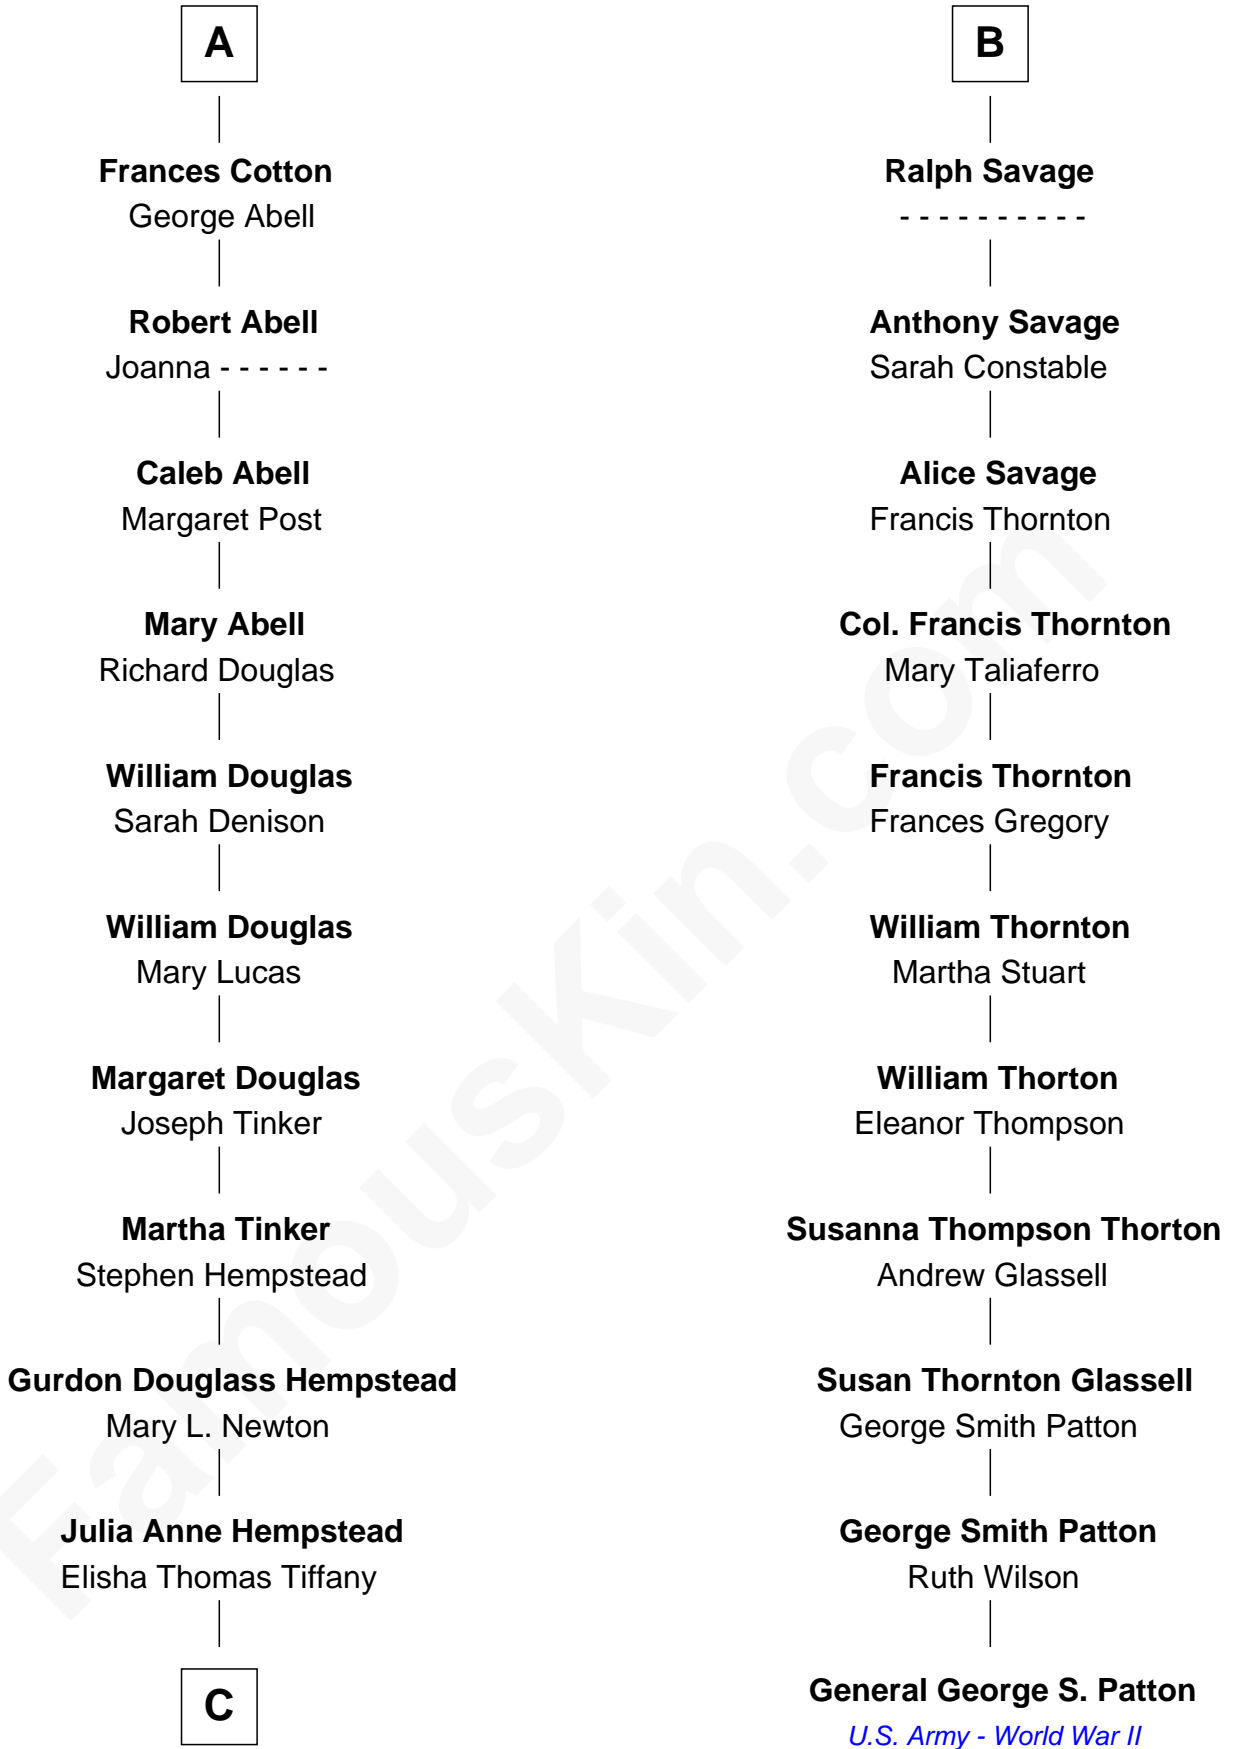 A
Frances Cotton
George Abell
Robert Abell
Joanna - - - - - -
Caleb Abell
Margaret Post
Mary Abell
Richard Douglas
William Douglas
Sarah Denison
William Douglas
Mary Lucas
Margaret Douglas
Joseph Tinker
Martha Tinker
Stephen Hempstead
Gurdon Douglass Hempstead
Mary L. Newton
Julia Anne Hempstead
Elisha Thomas Tiffany
C
B
Ralph Savage
- - - - - - - - - -
Anthony Savage
Sarah Constable
Alice Savage
Francis Thornton
Col. Francis Thornton
Mary Taliaferro
Francis Thornton
Frances Gregory
William Thornton
Martha Stuart
William Thorton
Eleanor Thompson
Susanna Thompson Thorton
Andrew Glassell
Susan Thornton Glassell
George Smith Patton
George Smith Patton
Ruth Wilson
General George S. Patton
U.S. Army - World War II
FamousKin.com